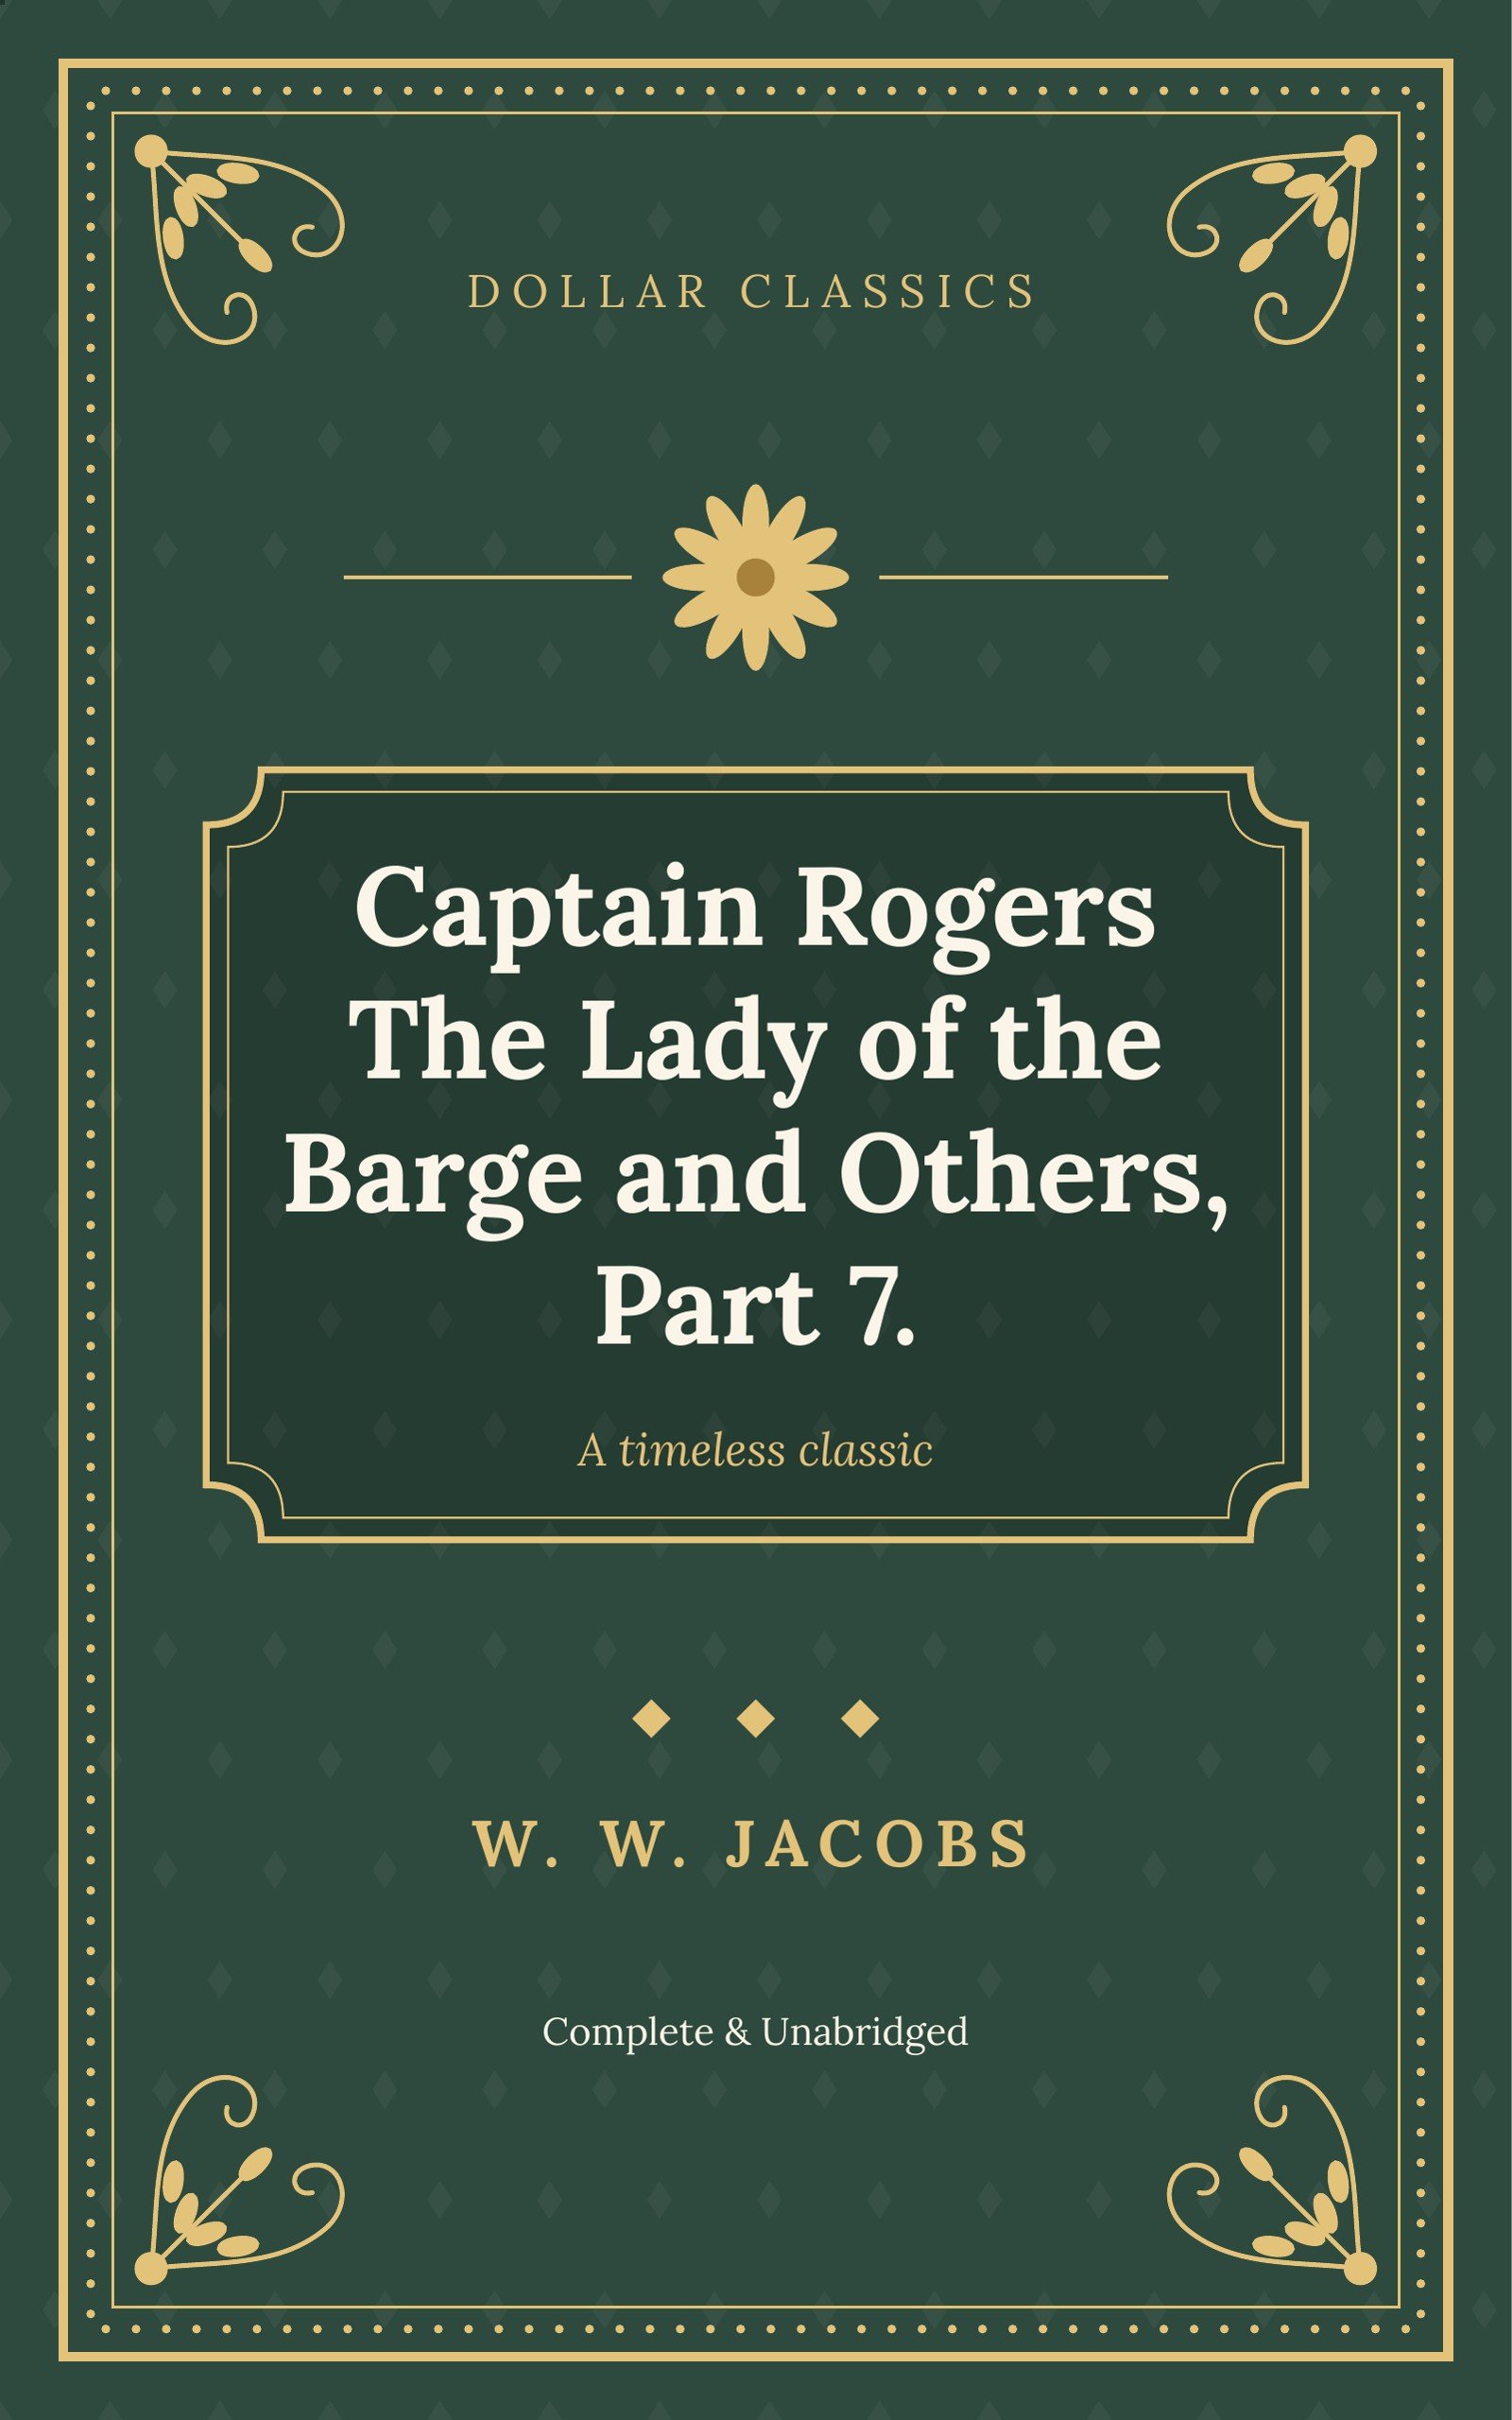 DOLLAR CLASSICS
Captain Rogers
The Lady of the
Barge and Others,
Part 7.
A timeless classic
W. W. JACOBS
Complete & Unabridged